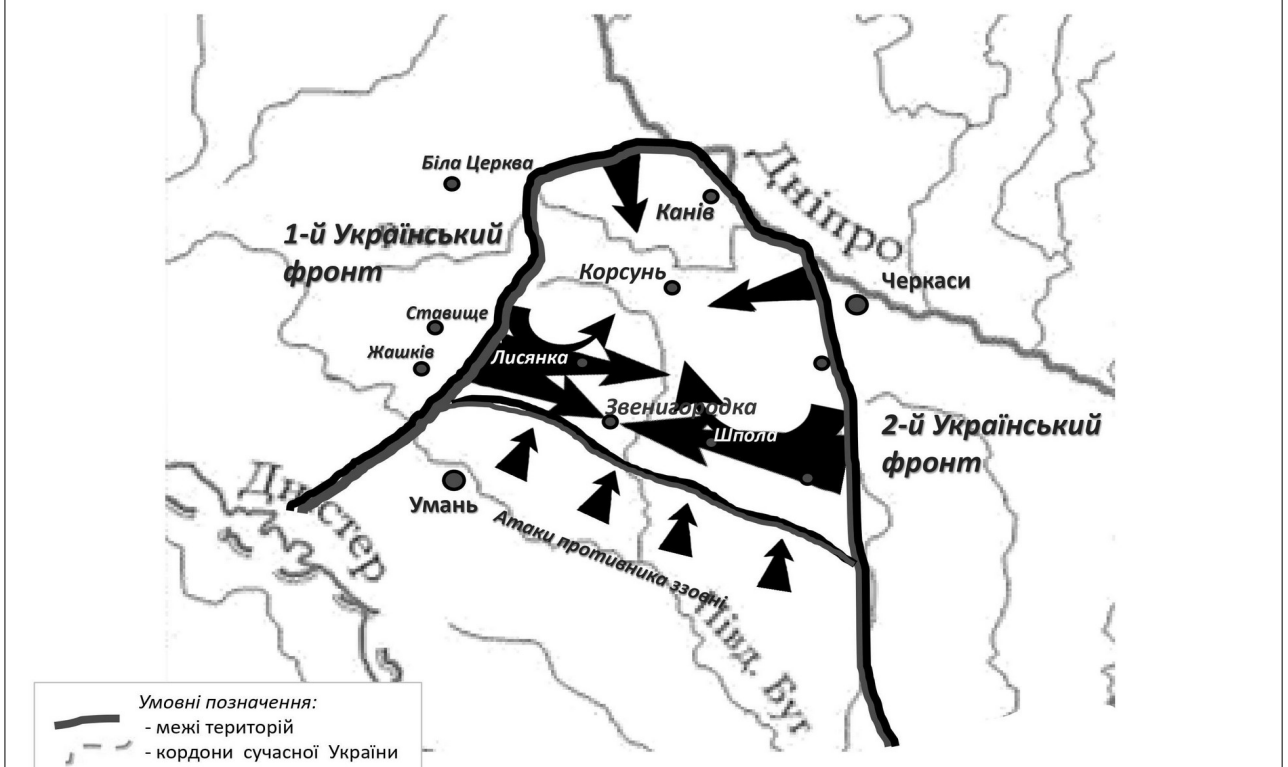 Біла Церква
Дніпро
Канів
1-й Український
фронт
Корсунь
Черкаси
Ставище
Жашків
Лисянка
Звенигородка
Шпола
2-й Український
фронт
Дністер
Умань
Атаки противника ззовні
Півд. Буг
Умовні позначення:
- межі територій
- кордони сучасної України